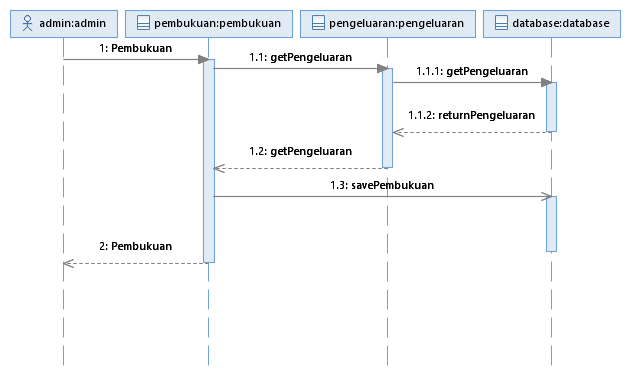 admin:admin
pembukuan:pembukuan
pengeluaran:pengeluaran
database:database
1: Pembukuan
1.1: getPengeluaran
1.1.1: getPengeluaran
1.1.2: returnPengeluaran
1.2: getPengeluaran
1.3: savePembukuan
2: Pembukuan